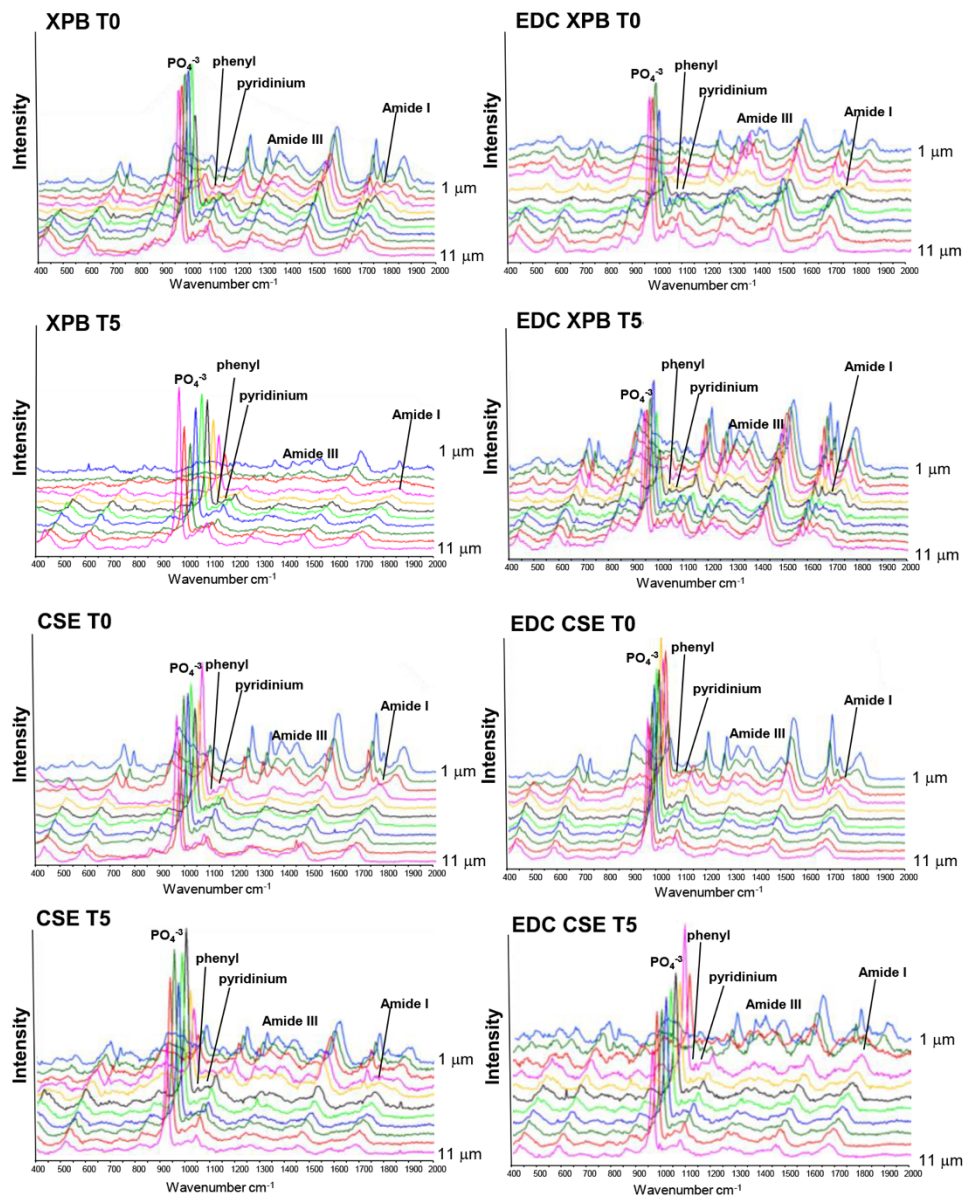 XPB T0
PO4-3
phenyl
pyridinium
Amide III
Amide I
Intensity
1 µm
11 µm
400 500 600 700 800 900 1000 1100 1200 1300 1400 1500 1600 1700 1800 1900 2000
Wavenumber cm-1
EDC XPB T0
PO4-3
phenyl
pyridinium
Amide III
Amide I
Intensity
1 µm
11 µm
400 500 600 700 800 900 1000 1100 1200 1300 1400 1500 1600 1700 1800 1900 2000
Wavenumber cm-1
XPB T5
PO4-3
phenyl
pyridinium
Amide III
Amide I
Intensity
1 µm
11 µm
400 500 600 700 800 900 1000 1100 1200 1300 1400 1500 1600 1700 1800 1900 2000
Wavenumber cm-1
EDC XPB T5
PO4-3
phenyl
pyridinium
Amide III
Amide I
Intensity
1 µm
11 µm
400 500 600 700 800 900 1000 1100 1200 1300 1400 1500 1600 1700 1800 1900 2000
Wavenumber cm-1
CSE T0
PO4-3
phenyl
pyridinium
Amide III
Amide I
Intensity
1 µm
11 µm
400 500 600 700 800 900 1000 1100 1200 1300 1400 1500 1600 1700 1800 1900 2000
Wavenumber cm-1
EDC CSE T0
PO4-3
phenyl
pyridinium
Amide III
Amide I
Intensity
1 µm
11 µm
400 500 600 700 800 900 1000 1100 1200 1300 1400 1500 1600 1700 1800 1900 2000
Wavenumber cm-1
CSE T5
PO4-3
phenyl
pyridinium
Amide III
Amide I
Intensity
1 µm
11 µm
400 500 600 700 800 900 1000 1100 1200 1300 1400 1500 1600 1700 1800 1900 2000
Wavenumber cm-1
EDC CSE T5
PO4-3
phenyl
pyridinium
Amide III
Amide I
Intensity
1 µm
11 µm
400 500 600 700 800 900 1000 1100 1200 1300 1400 1500 1600 1700 1800 1900 2000
Wavenumber cm-1